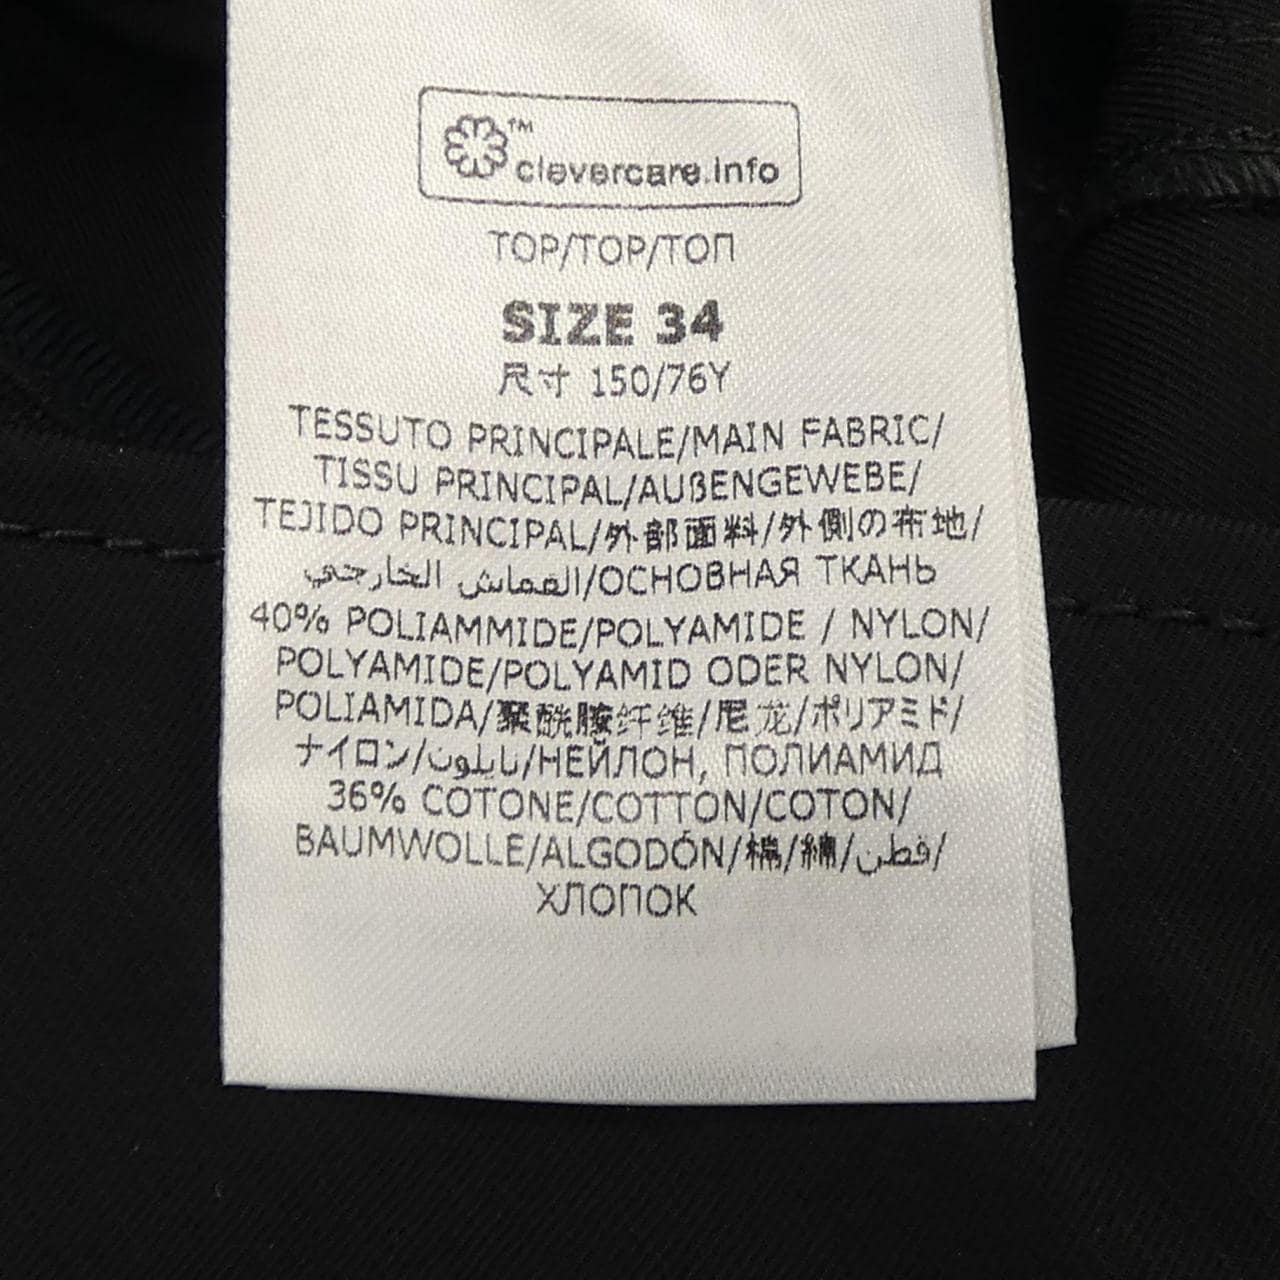 ™
clevercare.info
TOP/TOP/ТОП
SIZE 34
尺寸 150/76Y
TESSUTO PRINCIPALE/MAIN FABRIC/
TISSU PRINCIPAL/AUßENGEWEBE/
TEJIDO PRINCIPAL/外部面料/外側の布地/
القماش الخارجي/ОСНОВНАЯ ТКАНЬ
40% POLIAMMIDE/POLYAMIDE / NYLON/
POLYAMIDE/POLYAMID ODER NYLON/
POLIAMIDA/聚酰胺纤维/尼龙/ポリアミド/
ナイロン/نايلون/НЕЙЛОН, ПОЛИАМИД
36% COTONE/COTTON/COTON/
BAUMWOLLE/ALGODÓN/棉/綿/قطن/
ХЛОПОК